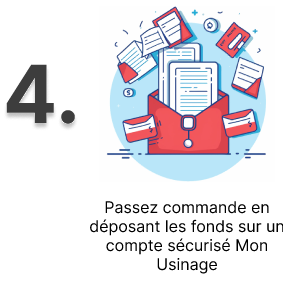 4.
Passez commande en
déposant les fonds sur un
compte sécurisé Mon
Usinage